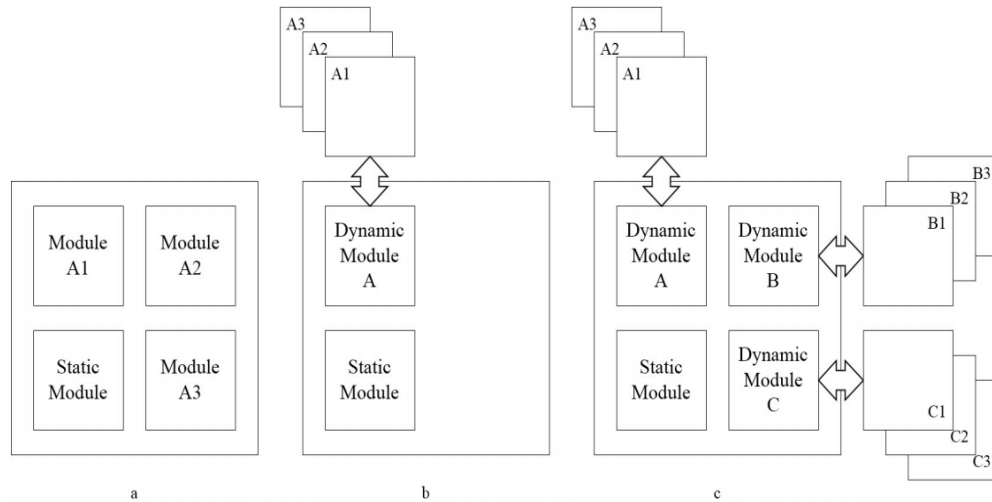 A3
A2
A1
A3
A2
A1
Module
A1
Module
A2
Static
Module
Module
A3
Dynamic
Module
A
Static
Module
Dynamic
Module
A
Dynamic
Module
B
Static
Module
Dynamic
Module
C
B3
B2
B1
C1
C2
C3
a
b
c